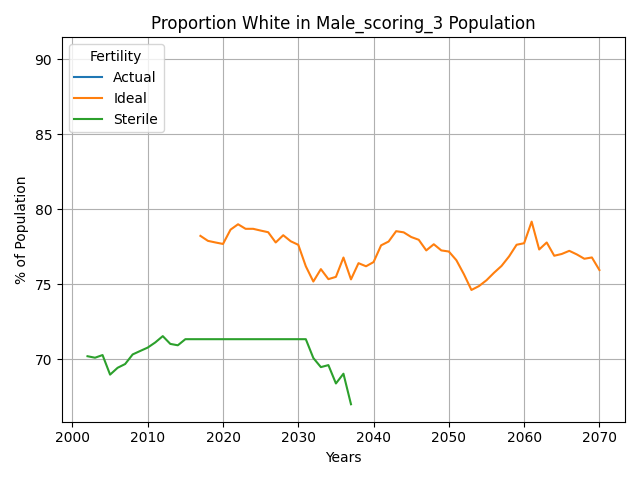 Proportion White in Male_scoring_3 Population
Fertility
Actual
Ideal
Sterile
% of Population
90
85
80
75
70
2000 2010 2020 2030 2040 2050 2060 2070
Years